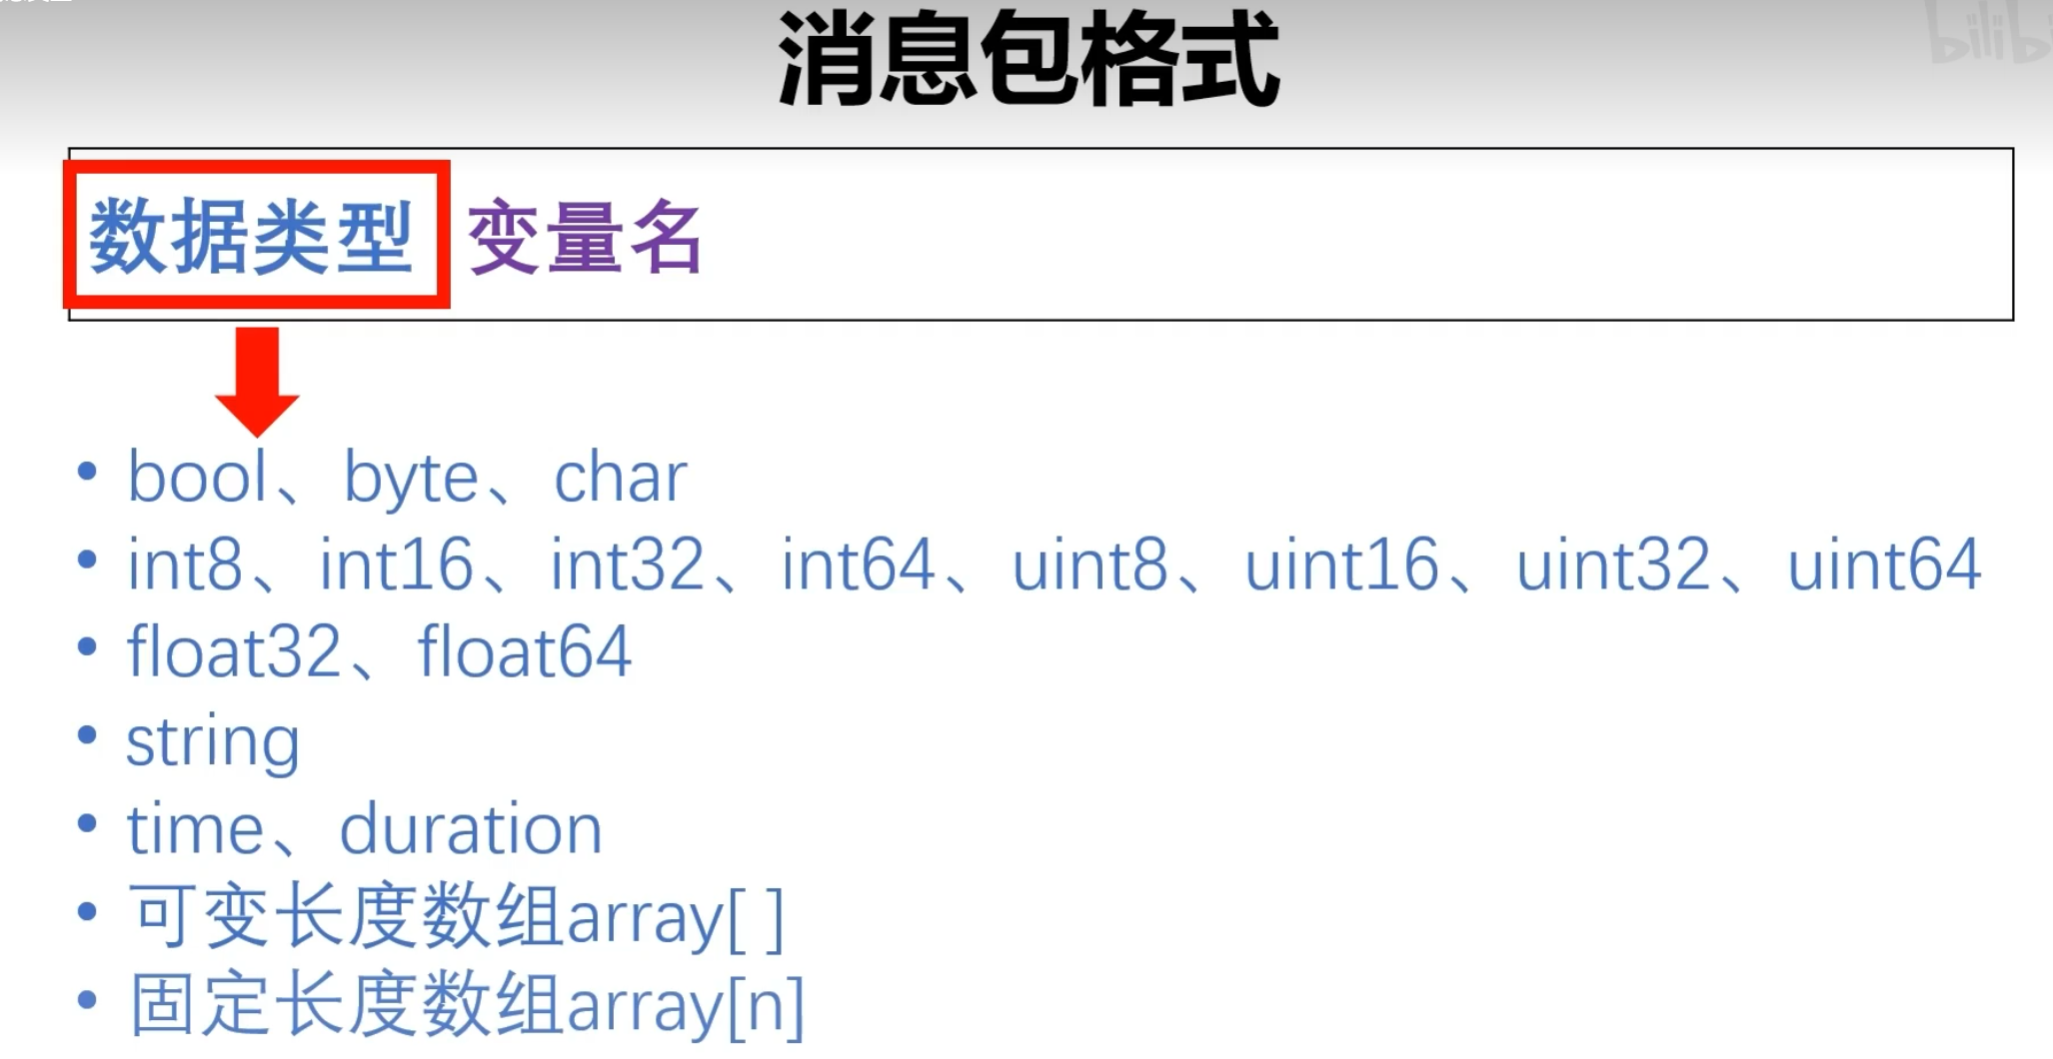 消息包格式
数据类型 变量名
• bool、byte、char
• int8、int16、int32、int64、uint8、uint16、uint32、uint64
• float32、float64
• string
• time、duration
• 可变长度数组array[ ]
• 固定长度数组array[n]